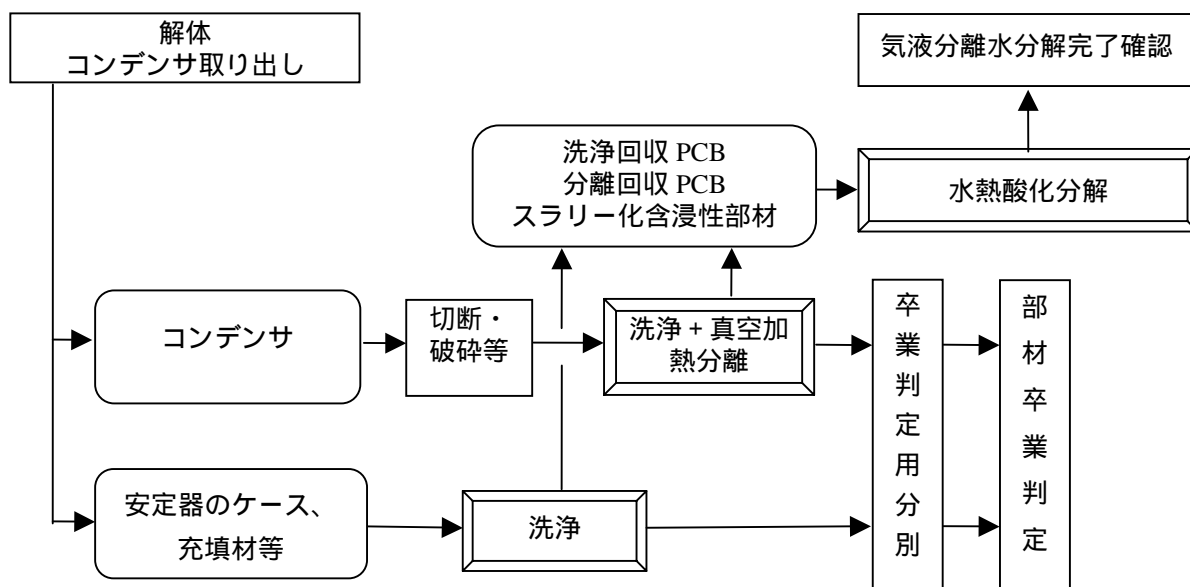 解体
コンデンサ取り出し
気液分離水分解完了確認
洗浄回収 PCB
分離回収 PCB
スラリー化含浸性部材
水熱酸化分解
コンデンサ
切断・
破砕等
洗浄 + 真空加
熱分離
卒業判定用分別
部材卒業判定
安定器のケース、
充填材等
洗浄